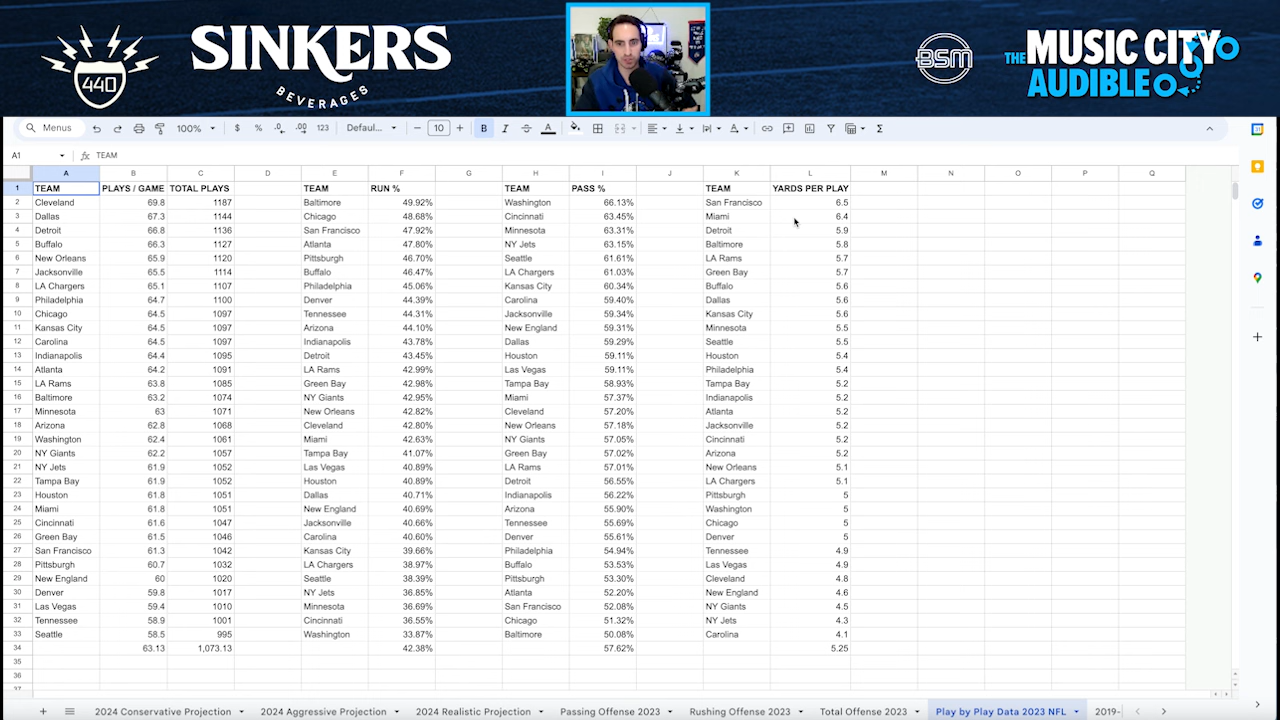 440
SINKERS
BEVERAGES
BSM
THE MUSIC CITY
AUDIBLE
Menus 100% $ % .0 .00 123 Defaul... − 10 + B I A Σ
A1 fx TEAM
A B C D E F G H I J K L M N O P Q
1 TEAM PLAYS / GAME TOTAL PLAYS TEAM RUN % TEAM PASS % TEAM YARDS PER PLAY
2 Cleveland 69.8 1187 Baltimore 49.92% Washington 66.13% San Francisco 6.5
3 Dallas 67.3 1144 Chicago 48.68% Cincinnati 63.45% Miami 6.4
4 Detroit 66.8 1136 San Francisco 47.92% Minnesota 63.31% Detroit 5.9
5 Buffalo 66.3 1127 Atlanta 47.80% NY Jets 63.15% Baltimore 5.8
6 New Orleans 65.9 1120 Pittsburgh 46.70% Seattle 61.61% LA Rams 5.7
7 Jacksonville 65.5 1114 Buffalo 46.47% LA Chargers 61.03% Green Bay 5.7
8 LA Chargers 65.1 1107 Philadelphia 45.06% Kansas City 60.34% Buffalo 5.6
9 Philadelphia 64.7 1100 Denver 44.39% Carolina 59.40% Dallas 5.6
10 Chicago 64.5 1097 Tennessee 44.31% Jacksonville 59.34% Kansas City 5.6
11 Kansas City 64.5 1097 Arizona 44.10% New England 59.31% Minnesota 5.5
12 Carolina 64.5 1097 Indianapolis 43.78% Dallas 59.29% Seattle 5.5
13 Indianapolis 64.4 1095 Detroit 43.45% Houston 59.11% Houston 5.4
14 Atlanta 64.2 1091 LA Rams 42.99% Las Vegas 59.11% Philadelphia 5.4
15 LA Rams 63.8 1085 Green Bay 42.98% Tampa Bay 58.93% Tampa Bay 5.2
16 Baltimore 63.2 1074 NY Giants 42.95% Miami 57.37% Indianapolis 5.2
17 Minnesota 63 1071 New Orleans 42.82% Cleveland 57.20% Atlanta 5.2
18 Arizona 62.8 1068 Cleveland 42.80% New Orleans 57.18% Jacksonville 5.2
19 Washington 62.4 1061 Miami 42.63% NY Giants 57.05% Cincinnati 5.2
20 NY Giants 62.2 1057 Tampa Bay 41.07% Green Bay 57.02% Arizona 5.2
21 NY Jets 61.9 1052 Las Vegas 40.89% LA Rams 57.01% New Orleans 5.1
22 Tampa Bay 61.9 1052 Houston 40.89% Detroit 56.55% LA Chargers 5.1
23 Houston 61.8 1051 Dallas 40.71% Indianapolis 56.22% Pittsburgh 5
24 Miami 61.8 1051 New England 40.69% Arizona 55.90% Washington 5
25 Cincinnati 61.6 1047 Jacksonville 40.66% Tennessee 55.69% Chicago 5
26 Green Bay 61.5 1046 Carolina 40.60% Denver 55.61% Denver 5
27 San Francisco 61.3 1042 Kansas City 39.66% Philadelphia 54.94% Tennessee 4.9
28 Pittsburgh 60.7 1032 LA Chargers 38.97% Buffalo 53.53% Las Vegas 4.9
29 New England 60 1020 Seattle 38.39% Pittsburgh 53.30% Cleveland 4.8
30 Denver 59.8 1017 NY Jets 36.85% Atlanta 52.20% New England 4.6
31 Las Vegas 59.4 1010 Minnesota 36.69% San Francisco 52.08% NY Giants 4.5
32 Tennessee 58.9 1001 Cincinnati 36.55% Chicago 51.32% NY Jets 4.3
33 Seattle 58.5 995 Washington 33.87% Baltimore 50.08% Carolina 4.1
34 63.13 1,073.13 42.38% 57.62% 5.25
35
36
37
2024 Conservative Projection 2024 Aggressive Projection 2024 Realistic Projection Passing Offense 2023 Rushing Offense 2023 Total Offense 2023 Play by Play Data 2023 NFL 2019-